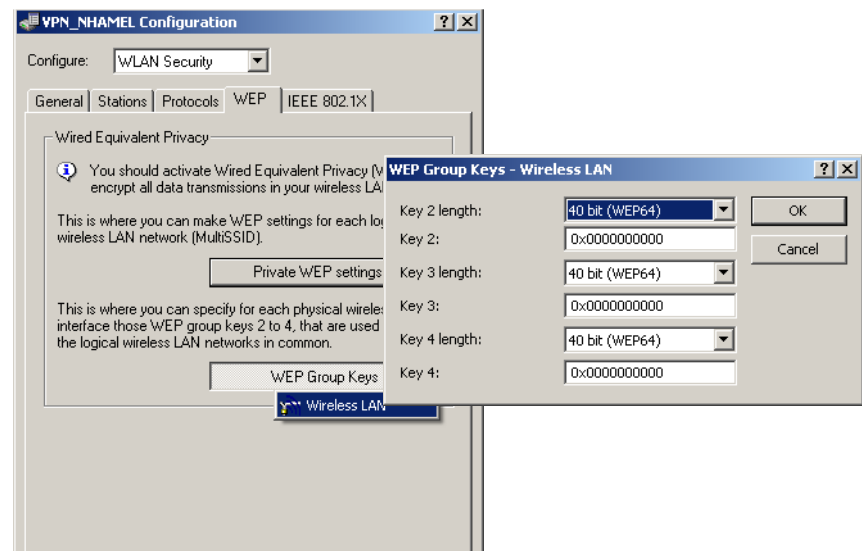 VPN_NHAMEL Configuration
Configure: WLAN Security
General Stations Protocols WEP IEEE 802.1X
Wired Equivalent Privacy
You should activate Wired Equivalent Privacy
encrypt all data transmissions in your wireless
This is where you can make WEP settings for each
wireless LAN network (MultiSSID).
Private WEP settings
This is where you can specify for each physical
interface those WEP group keys 2 to 4, that are used
the logical wireless LAN networks in common.
WEP Group Keys
Wireless LAN
WEP Group Keys - Wireless LAN
Key 2 length: 40 bit (WEP64)
OK
Key 2: 0x0000000000
Cancel
Key 3 length: 40 bit (WEP64)
Key 3: 0x0000000000
Key 4 length: 40 bit (WEP64)
Key 4: 0x0000000000